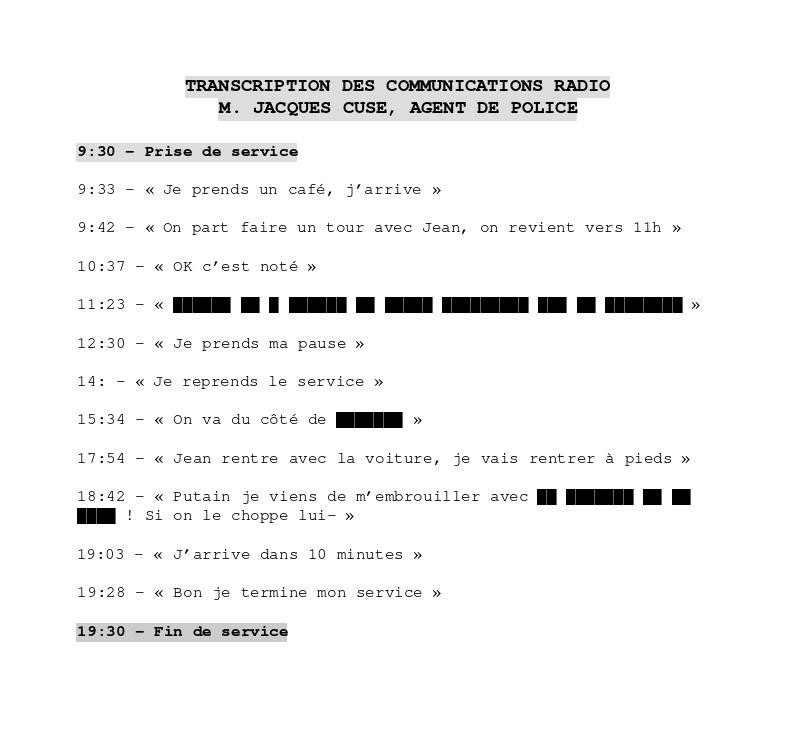 TRANSCRIPTION DES COMMUNICATIONS RADIO
M. JACQUES CUSE, AGENT DE POLICE
9:30 – Prise de service
9:33 – « Je prends un café, j’arrive »
9:42 – « On part faire un tour avec Jean, on revient vers 11h »
10:37 – « OK c’est noté »
11:23 – « ██████ ██ █ ██████ ██ █████ █████████ ███ ██ ████████ »
12:30 – « Je prends ma pause »
14: – « Je reprends le service »
15:34 – « On va du côté de ███████ »
17:54 – « Jean rentre avec la voiture, je vais rentrer à pieds »
18:42 – « Putain je viens de m’embrouiller avec ██ ███████ ██ ██
████ ! Si on le choppe lui– »
19:03 – « J’arrive dans 10 minutes »
19:28 – « Bon je termine mon service »
19:30 – Fin de service